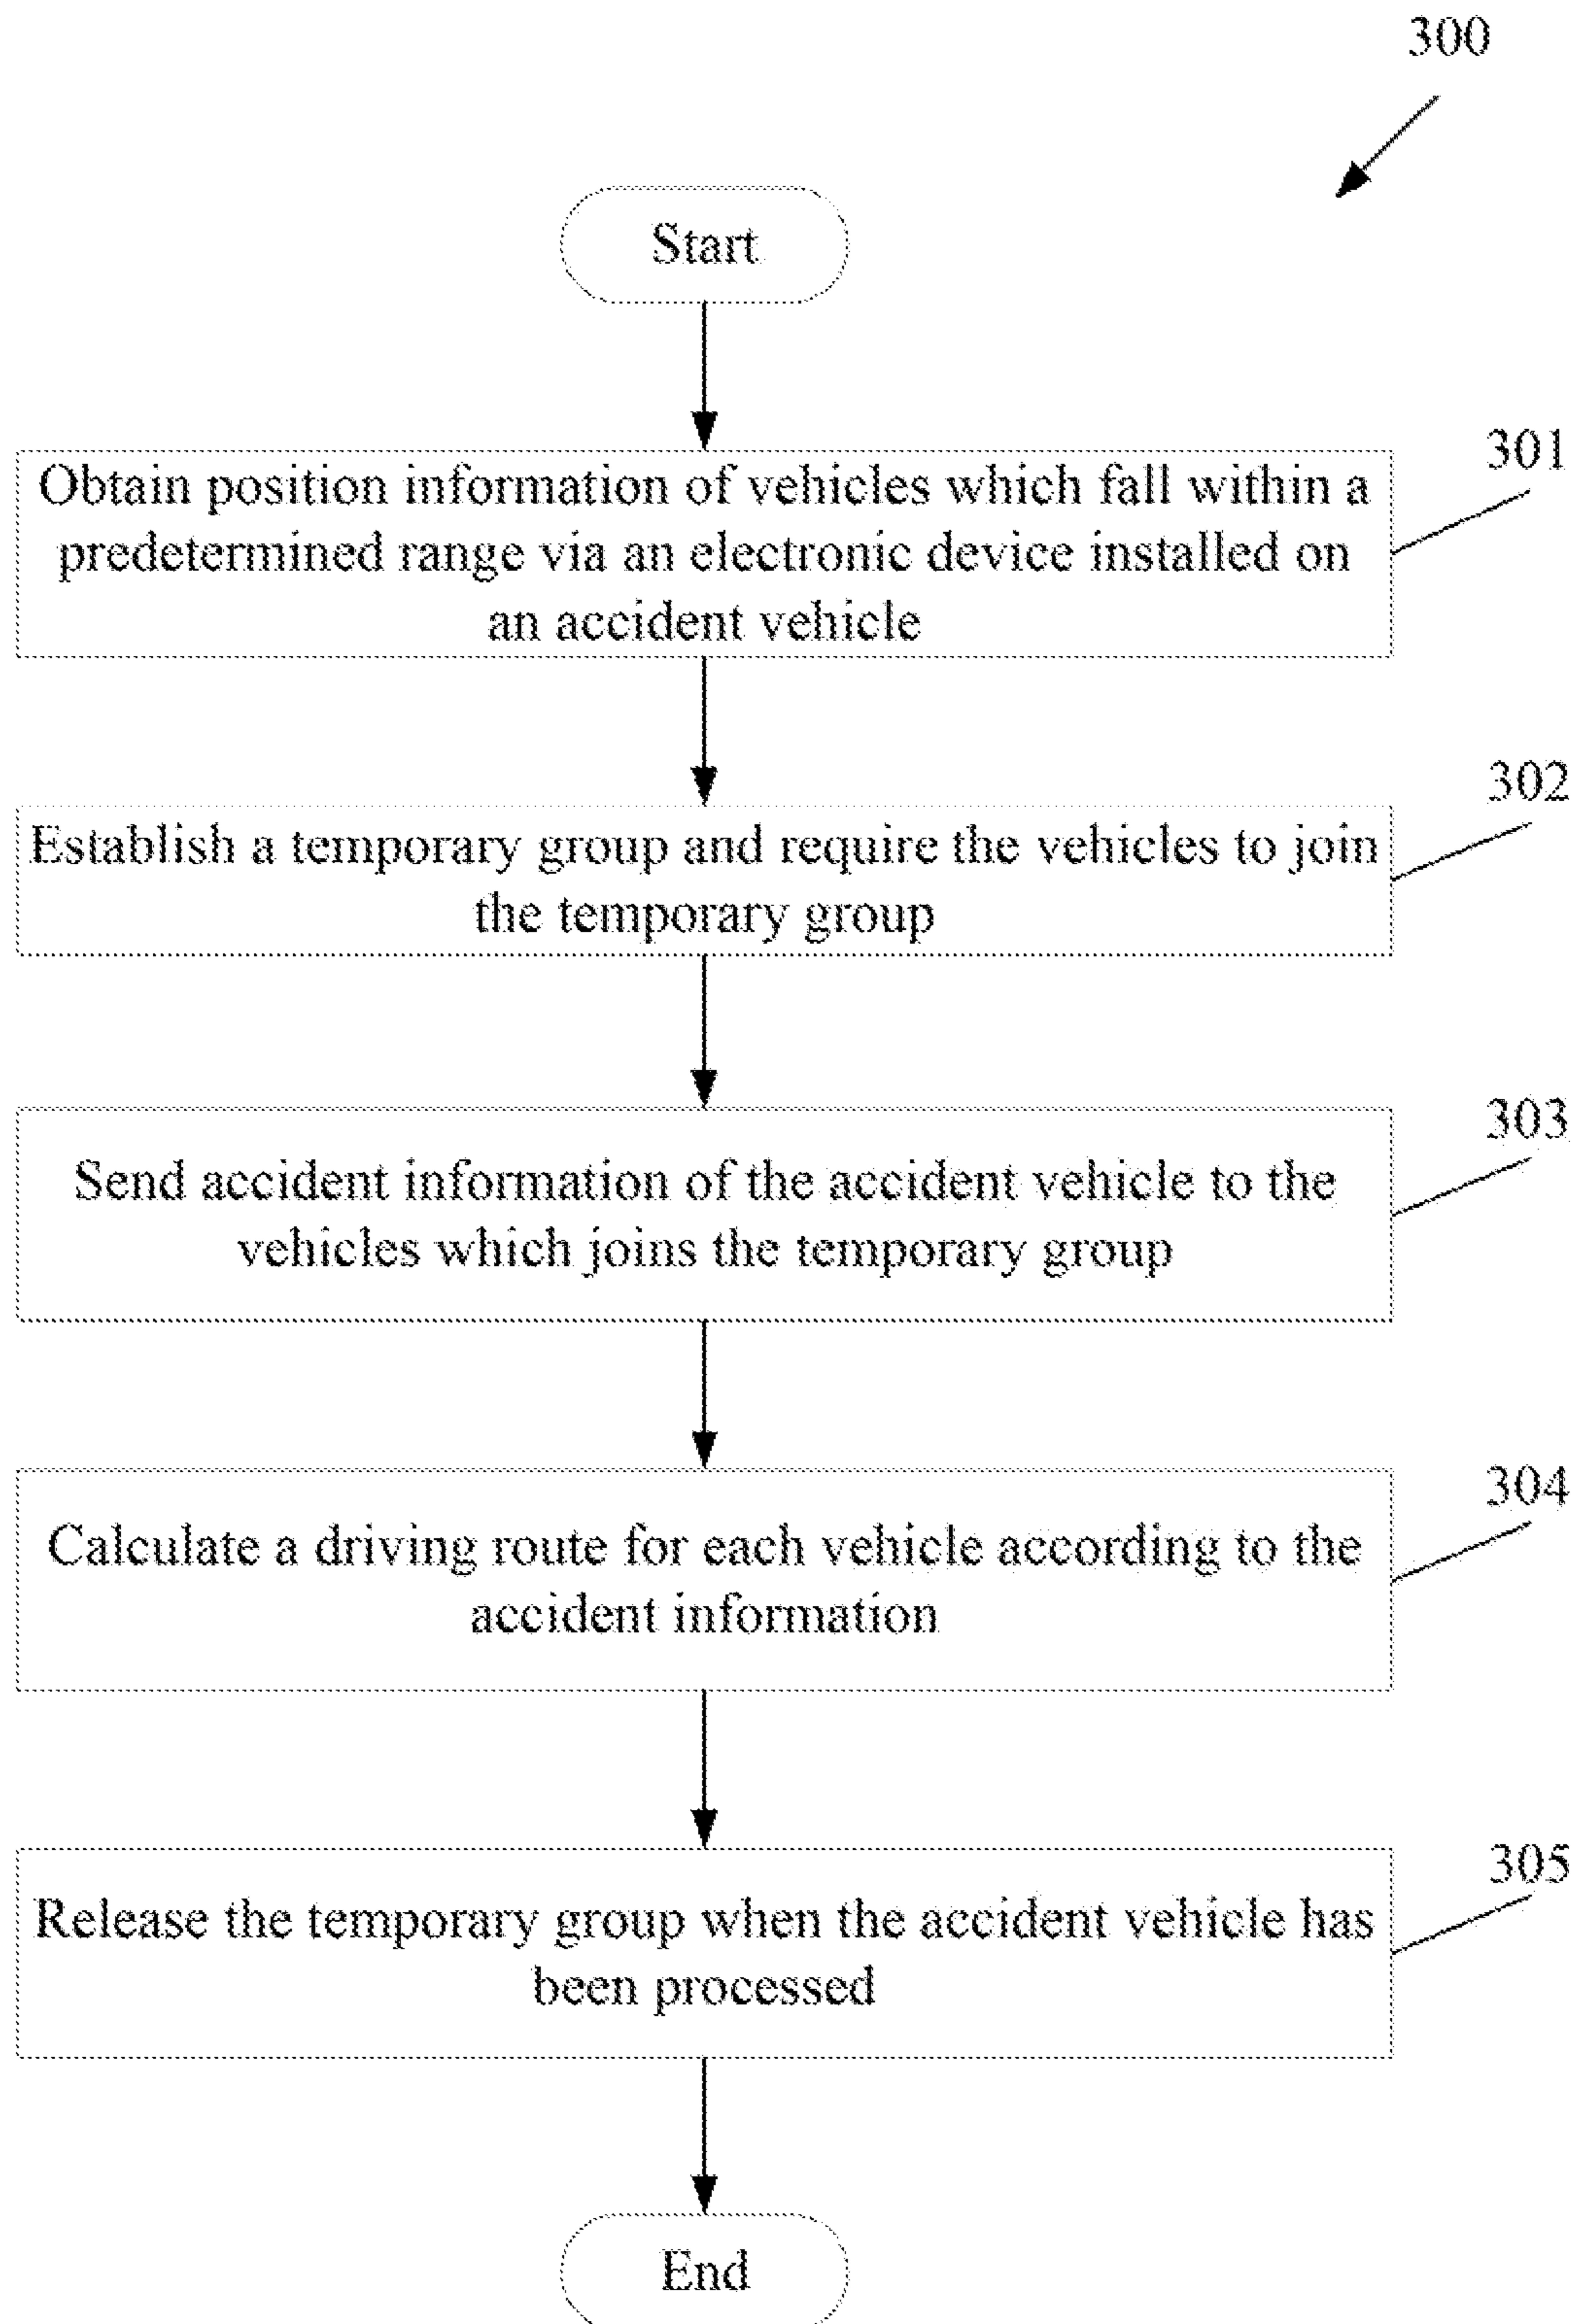 300
Start
301
Obtain position information of vehicles which fall within a
predetermined range via an electronic device installed on
an accident vehicle
302
Establish a temporary group and require the vehicles to join
the temporary group
303
Send accident information of the accident vehicle to the
vehicles which joins the temporary group
304
Calculate a driving route for each vehicle according to the
accident information
305
Release the temporary group when the accident vehicle has
been processed
End